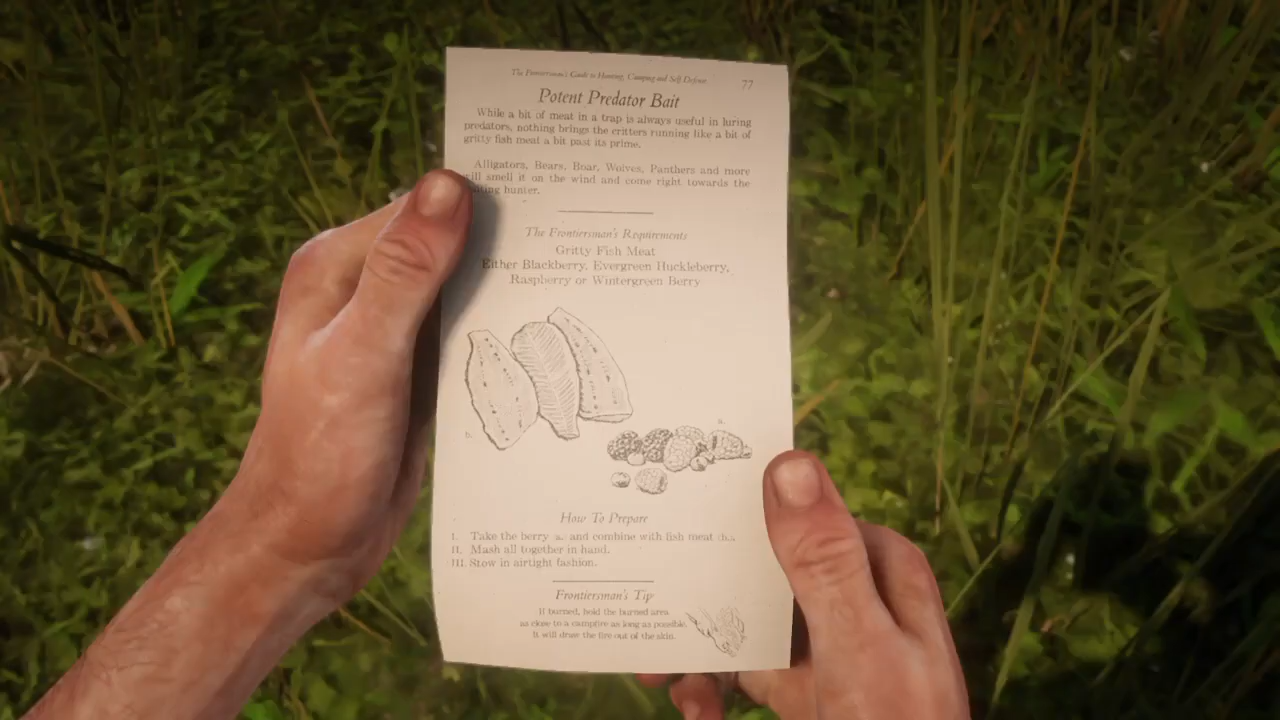 The Frontiersman's Guide to Hunting, Camping and Self Defense
77
Potent Predator Bait
While a bit of meat in a trap is always useful in luring
predators, nothing brings the critters running like a bit of
gritty fish meat a bit past its prime.
Alligators, Bears, Boar, Wolves, Panthers and more
will smell it on the wind and come right towards the
hunter.
The Frontiersman's Requirements
Gritty Fish Meat
Either Blackberry, Evergreen Huckleberry,
Raspberry or Wintergreen Berry
a.
b.
How To Prepare
I. Take the berry a. and combine with fish meat (b.).
II. Mash all together in hand.
III. Stow in airtight fashion.
Frontiersman's Tip
If burned, hold the burned area
as close to a campfire as long as possible.
It will draw the fire out of the skin.